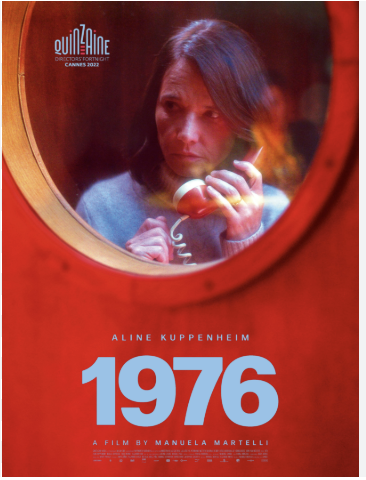 QUINZAINE
DIRECTORS' FORTNIGHT
CANNES 2022
ALINE KUPPENHEIM
1976
A FILM BY MANUELA MARTELLI